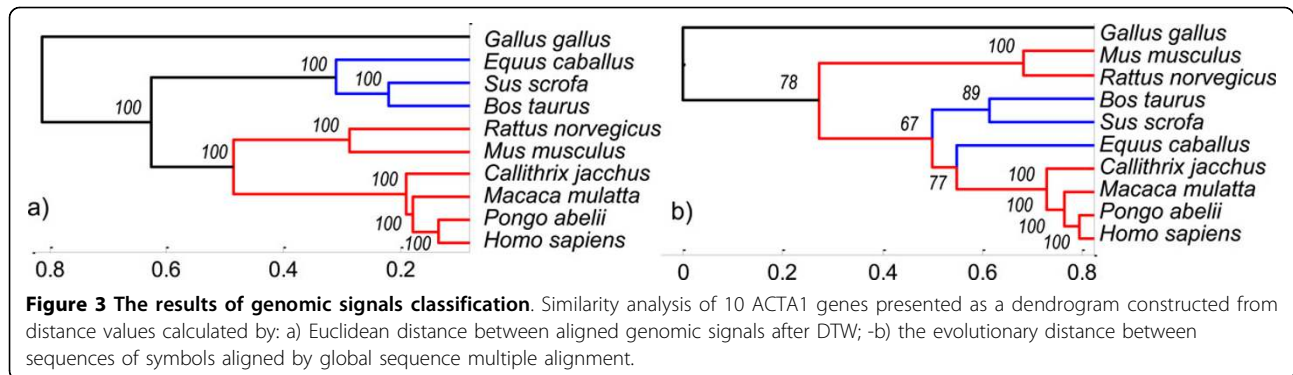 Gallus gallus
Equus caballus
Sus scrofa
Bos taurus
Rattus norvegicus
Mus musculus
Callithrix jacchus
Macaca mulatta
Pongo abelii
Homo sapiens
100
100
100
100
100
100
100
100
a)
0.8
0.6
0.4
0.2
Gallus gallus
Mus musculus
Rattus norvegicus
Bos taurus
Sus scrofa
Equus caballus
Callithrix jacchus
Macaca mulatta
Pongo abelii
Homo sapiens
100
78
89
67
77
100
100
100
b)
0
0.2
0.4
0.6
0.8
Figure 3 The results of genomic signals classification. Similarity analysis of 10 ACTA1 genes presented as a dendrogram constructed from
distance values calculated by: a) Euclidean distance between aligned genomic signals after DTW; -b) the evolutionary distance between
sequences of symbols aligned by global sequence multiple alignment.